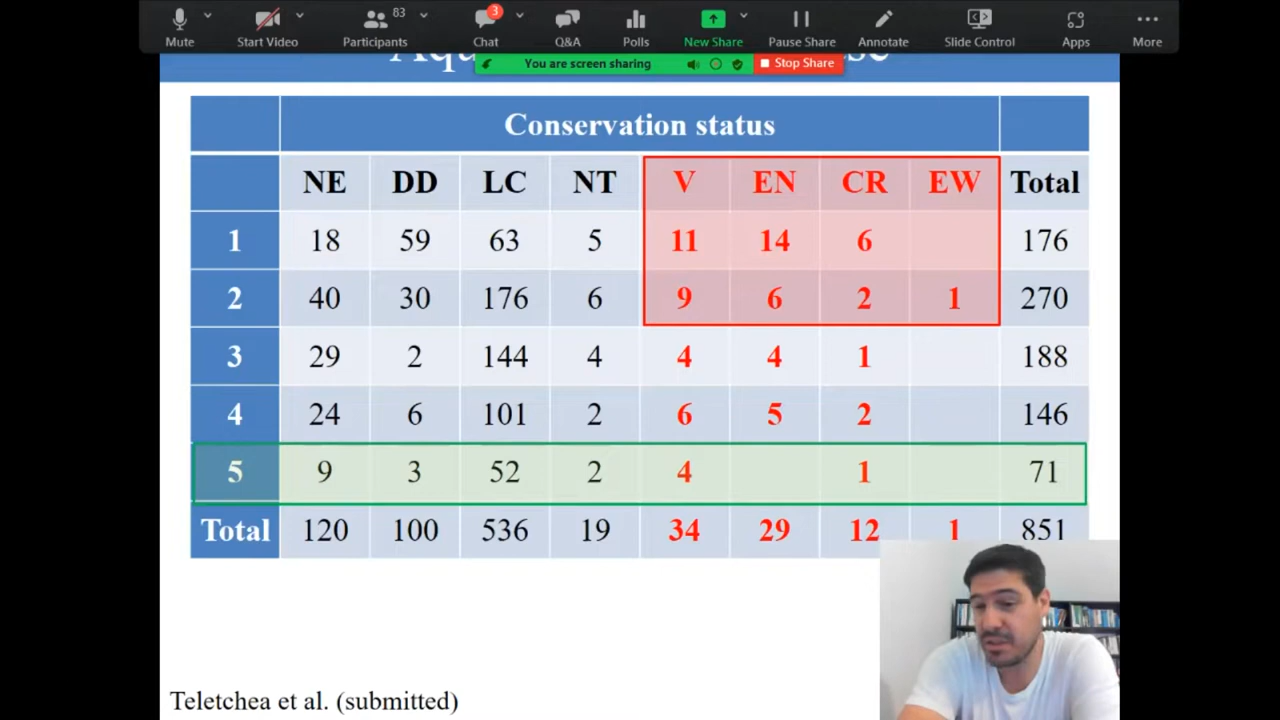 83
3
Mute
Start Video
Participants
Chat
Q&A
Polls
New Share
Pause Share
Annotate
Slide Control
Apps
More
You are screen sharing
Stop Share
Conservation status
NE DD LC NT V EN CR EW Total
1 18 59 63 5 11 14 6 176
2 40 30 176 6 9 6 2 1 270
3 29 2 144 4 4 4 1 188
4 24 6 101 2 6 5 2 146
5 9 3 52 2 4 1 71
Total 120 100 536 19 34 29 12 1 851
Teletchea et al. (submitted)